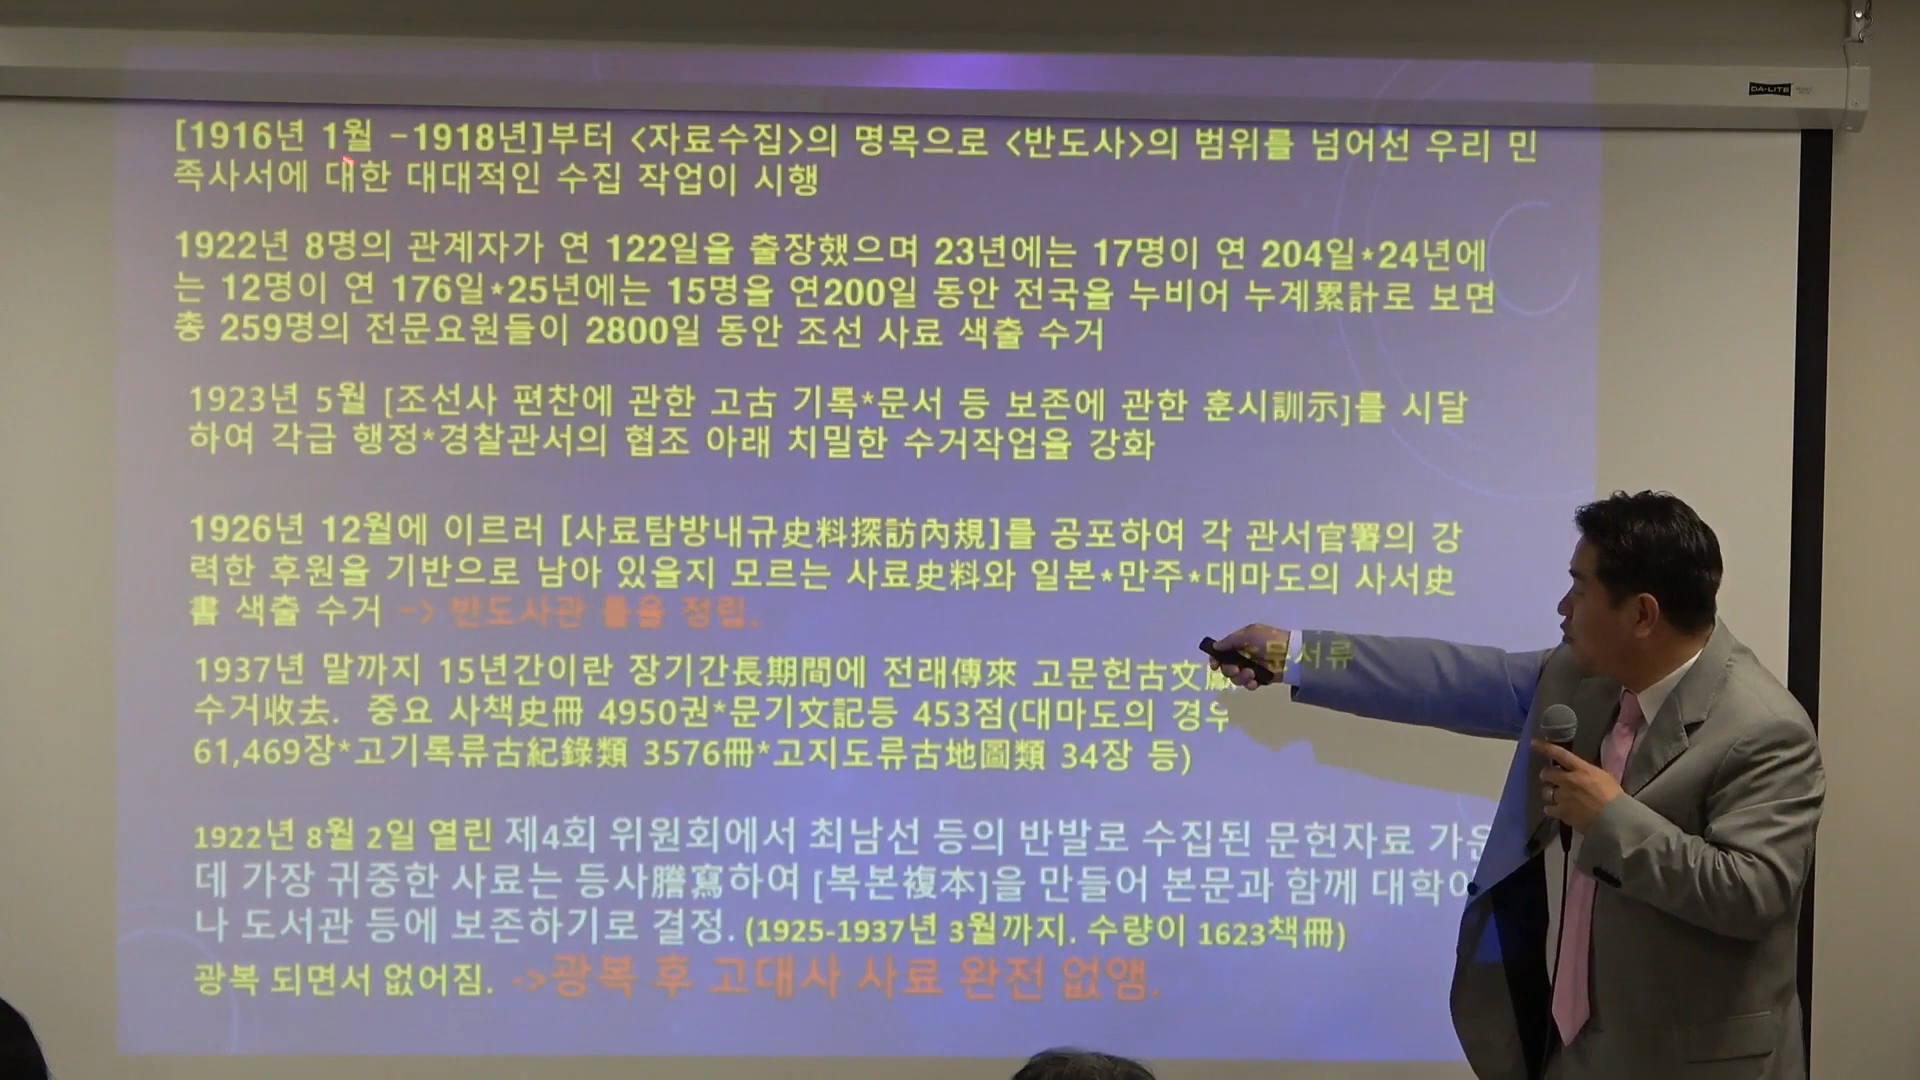 DA-LITE
[1916년 1월 -1918년]부터 <자료수집>의 명목으로 <반도사>의 범위를 넘어선 우리 민
족사서에 대한 대대적인 수집 작업이 시행
1922년 8명의 관계자가 연 122일을 출장했으며 23년에는 17명이 연 204일*24년에
는 12명이 연 176일*25년에는 15명을 연200일 동안 전국을 누비어 누계累計로 보면
총 259명의 전문요원들이 2800일 동안 조선 사료 색출 수거
1923년 5월 [조선사 편찬에 관한 고古 기록*문서 등 보존에 관한 훈시訓示]를 시달
하여 각급 행정*경찰관서의 협조 아래 치밀한 수거작업을 강화
1926년 12월에 이르러 [사료탐방내규史料探訪內規]를 공포하여 각 관서官署의 강
력한 후원을 기반으로 남아 있을지 모르는 사료史料와 일본*만주*대마도의 사서史
書 색출 수거 -> 반도사관 틀을 정립.
1937년 말까지 15년간이란 장기간長期間에 전래傳來 고문헌古文 문서류
수거收去. 중요 사책史冊 4950권*문기文記등 453점(대마도의 경우
61,469장*고기록류古紀錄類 3576冊*고지도류古地圖類 34장 등)
1922년 8월 2일 열린 제4회 위원회에서 최남선 등의 반발로 수집된 문헌자료 가운
데 가장 귀중한 사료는 등사謄寫하여 [복본複本]을 만들어 본문과 함께 대학이
나 도서관 등에 보존하기로 결정. (1925-1937년 3월까지. 수량이 1623책冊)
광복 되면서 없어짐. ->광복 후 고대사 사료 완전 없앰.